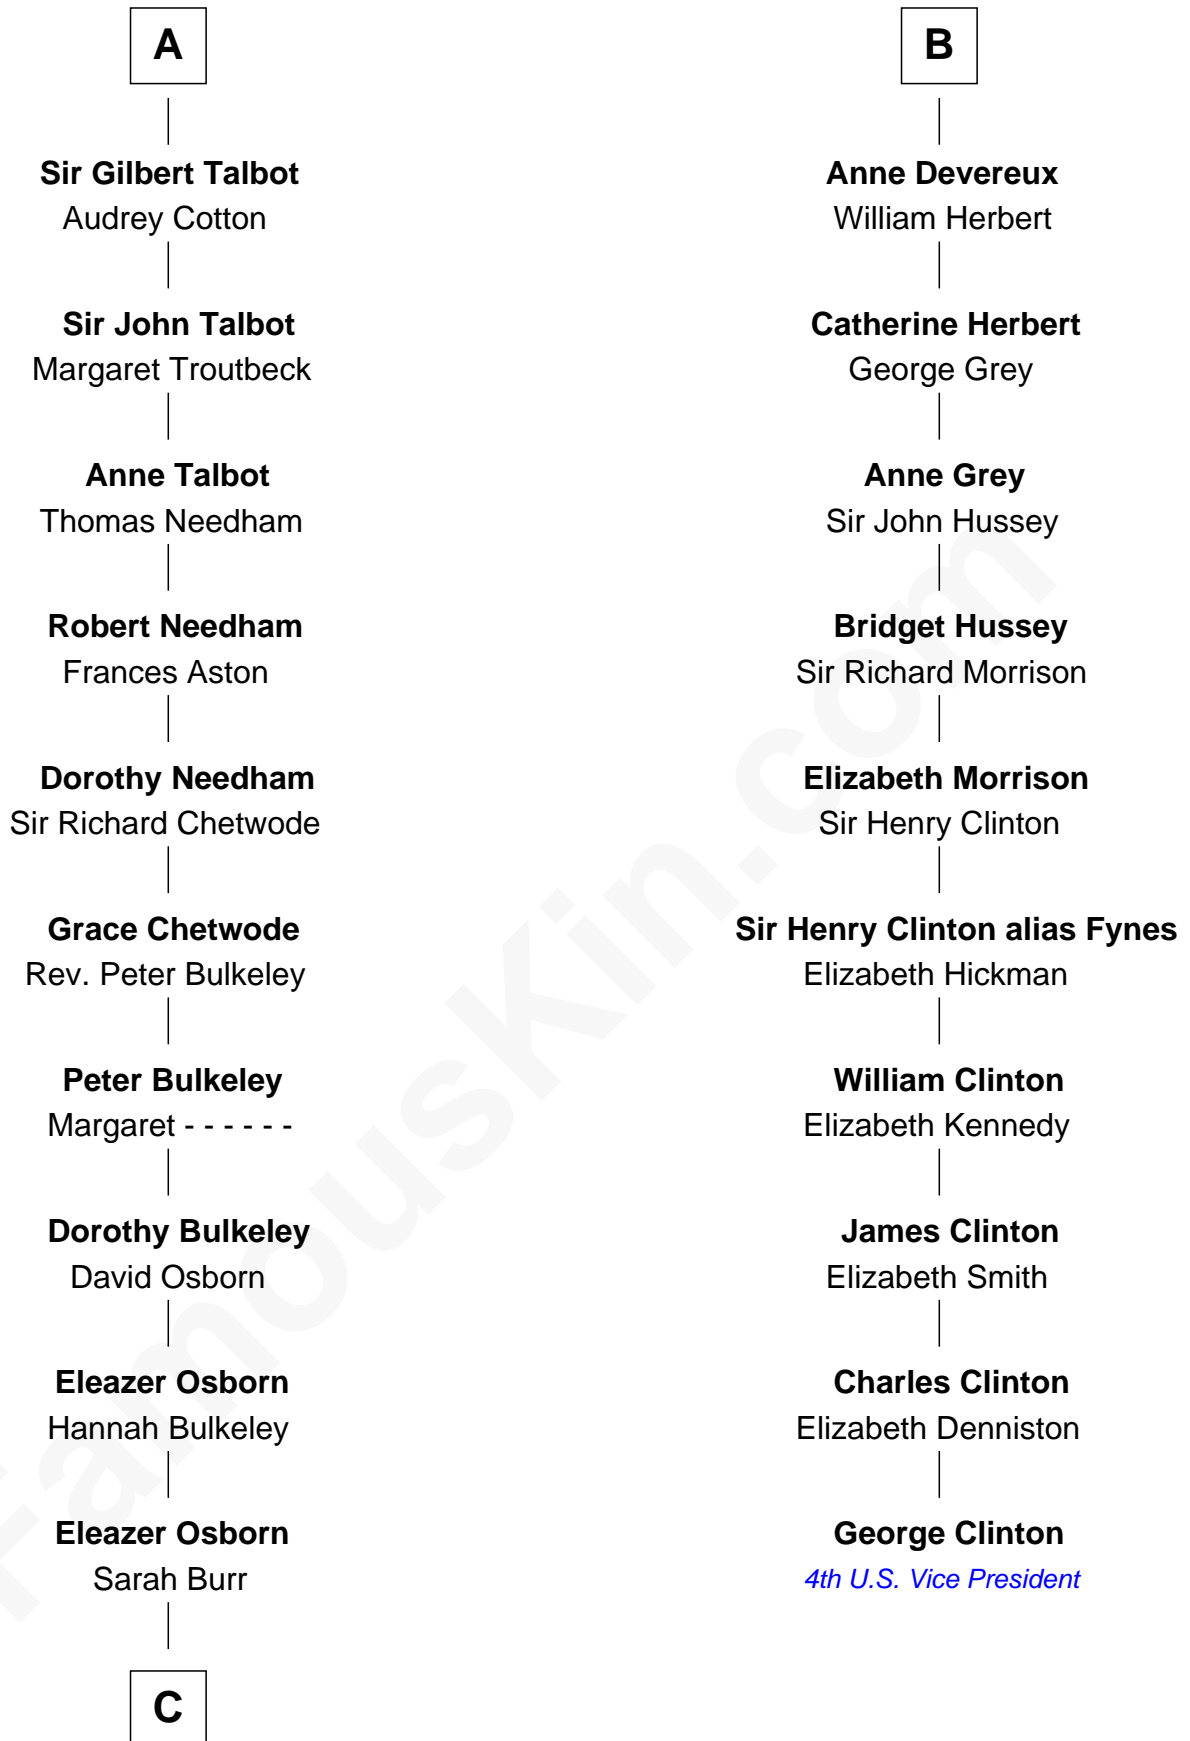 A
Sir Gilbert Talbot
Audrey Cotton
Sir John Talbot
Margaret Troutbeck
Anne Talbot
Thomas Needham
Robert Needham
Frances Aston
Dorothy Needham
Sir Richard Chetwode
Grace Chetwode
Rev. Peter Bulkeley
Peter Bulkeley
Margaret - - - - - -
Dorothy Bulkeley
David Osborn
Eleazer Osborn
Hannah Bulkeley
Eleazer Osborn
Sarah Burr
C
B
Anne Devereux
William Herbert
Catherine Herbert
George Grey
Anne Grey
Sir John Hussey
Bridget Hussey
Sir Richard Morrison
Elizabeth Morrison
Sir Henry Clinton
Sir Henry Clinton alias Fynes
Elizabeth Hickman
William Clinton
Elizabeth Kennedy
James Clinton
Elizabeth Smith
Charles Clinton
Elizabeth Denniston
George Clinton
4th U.S. Vice President
FamousKin.com